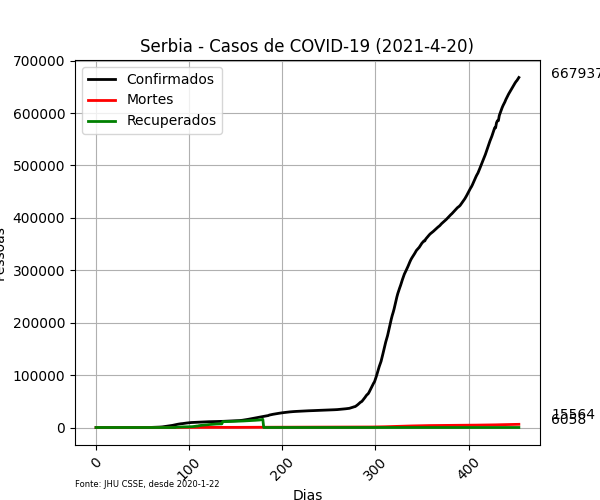 Serbia - Casos de COVID-19 (2021-4-20)
700000
600000
500000
400000
300000
200000
100000
0
Confirmados
Mortes
Recuperados
667937
15564
6058
0
100
200
300
400
Dias
Fonte: JHU CSSE, desde 2020-1-22